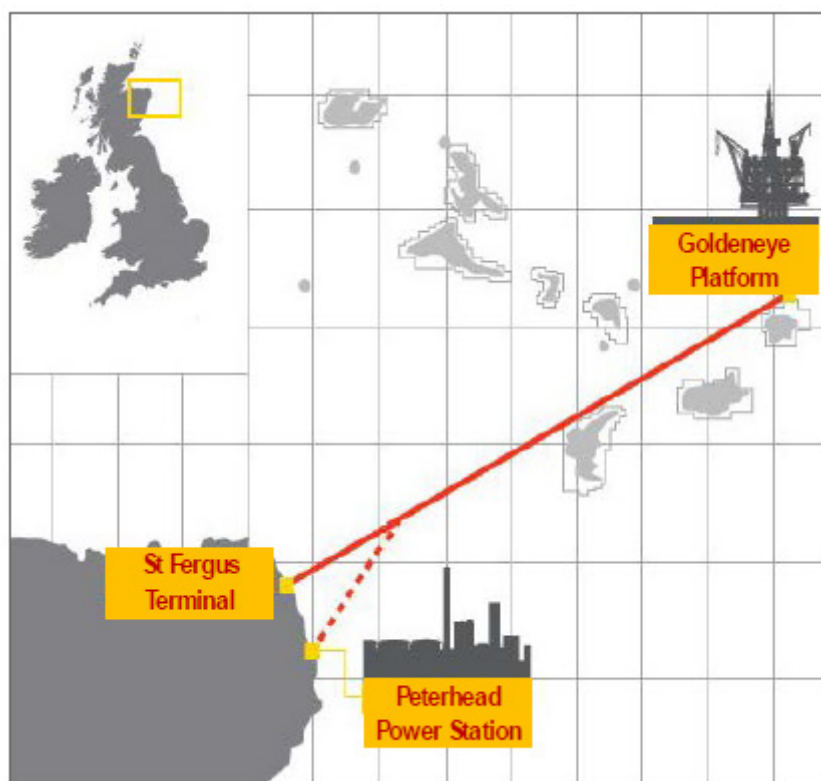 Goldeneye
Platform
St Fergus
Terminal
Peterhead
Power Station